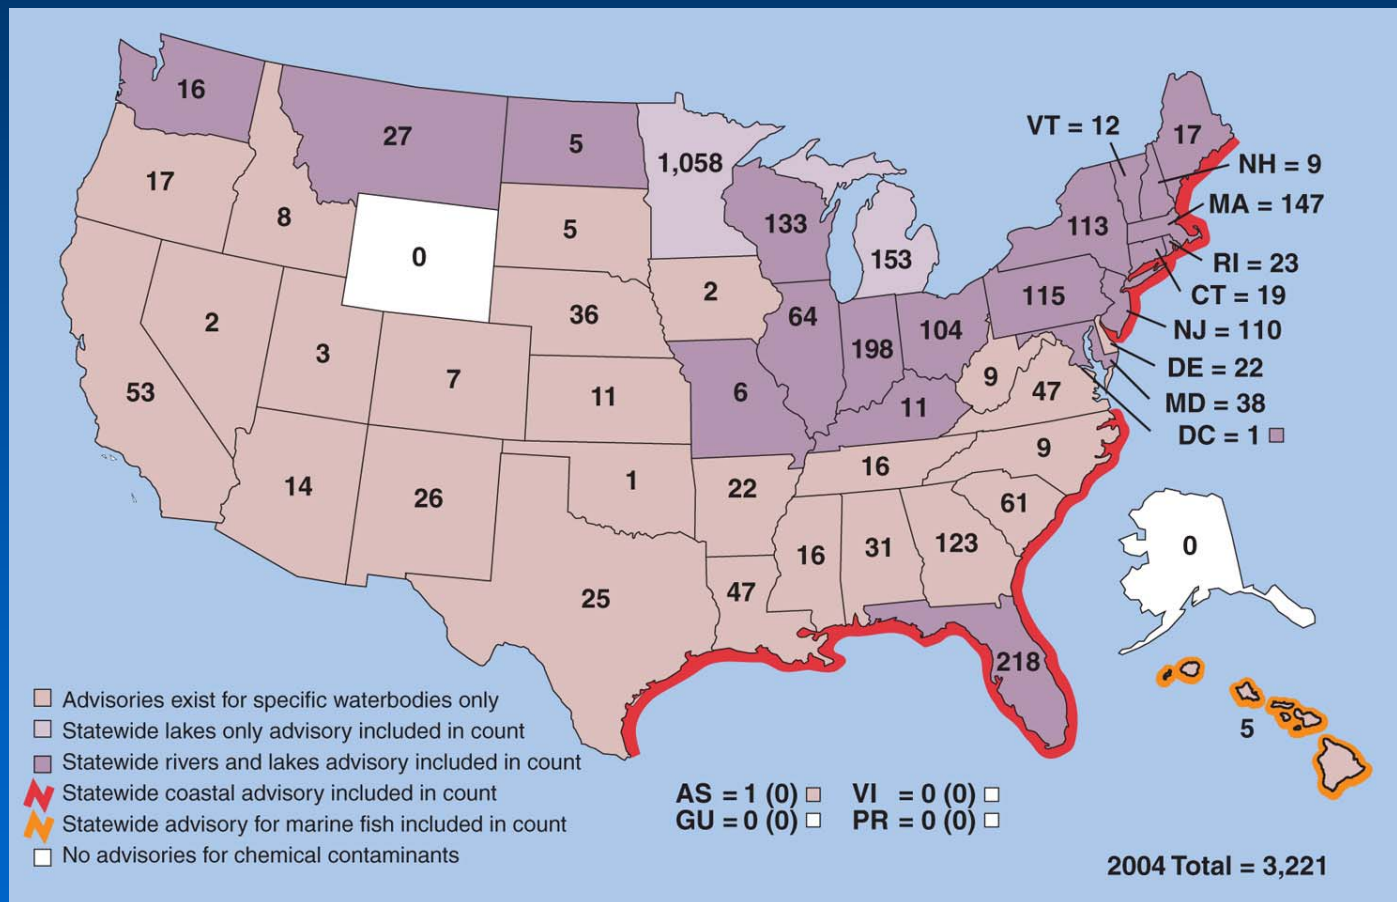 16
27
5
1,058
17
8
0
5
133
153
2
36
2
64
198
104
113
115
17
VT = 12
NH = 9
MA = 147
RI = 23
CT = 19
NJ = 110
DE = 22
MD = 38
DC = 1
53
3
7
11
6
11
9
47
14
26
1
22
16
9
61
25
47
16
31
123
218
0
5
Advisories exist for specific waterbodies only
Statewide lakes only advisory included in count
Statewide rivers and lakes advisory included in count
Statewide coastal advisory included in count
Statewide advisory for marine fish included in count
No advisories for chemical contaminants
AS = 1 (0) VI = 0 (0)
GU = 0 (0) PR = 0 (0)
2004 Total = 3,221